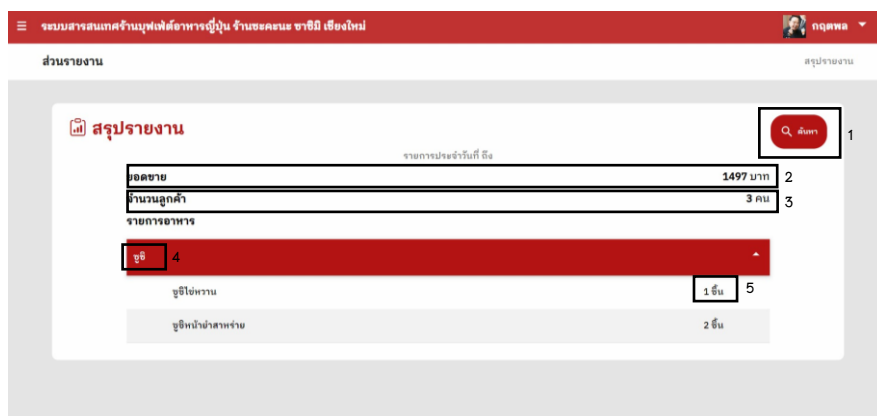 ระบบสารสนเทศร้านบุฟเฟ่ต์อาหารญี่ปุ่น ร้านซะคะนะ ซาซิมิ เชียงใหม่ กฤตพล
ส่วนรายงาน สรุปรายงาน
สรุปรายงาน ค้นหา 1
รายการประจำวันที่ ถึง
ยอดขาย 1497 บาท 2
จำนวนลูกค้า 3 คน 3
รายการอาหาร
ซูชิ 4
ซูชิไข่หวาน 1 ชิ้น 5
ซูชิหน้ายำสาหร่าย 2 ชิ้น